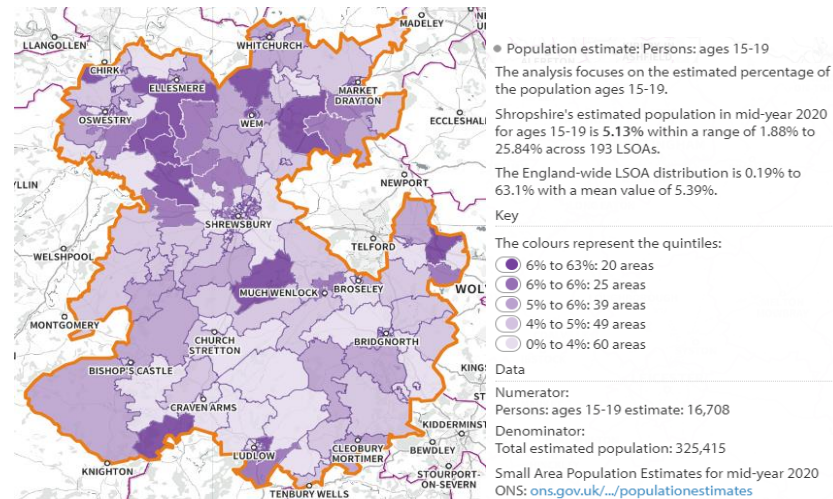 MADELEY
LLANGOLLEN
WHITCHURCH
CHIRK
ELLESMERE
MARKET
DRAYTON
OSWESTRY
WEM
ECCLESHAL
YLLIN
NEWPORT
SHREWSBURY
TELFORD
WELSHPOOL
MUCH WENLOCK
BROSELEY
WOLV
MONTGOMERY
CHURCH
STRETTON
BRIDGNORTH
BISHOP'S CASTLE
KING
CRAVEN ARMS
KIDDERMINST
LUDLOW
CLEOBURY
MORTIMER
BEWDLEY
KNIGHTON
STOURPORT
-ON-SEVERN
TENBURY WELLS
Population estimate: Persons: ages 15-19
The analysis focuses on the estimated percentage of
the population ages 15-19.
Shropshire's estimated population in mid-year 2020
for ages 15-19 is 5.13% within a range of 1.88% to
25.84% across 193 LSOAs.
The England-wide LSOA distribution is 0.19% to
63.1% with a mean value of 5.39%.
Key
The colours represent the quintiles:
6% to 63%: 20 areas
6% to 6%: 25 areas
5% to 6%: 39 areas
4% to 5%: 49 areas
0% to 4%: 60 areas
Data
Numerator:
Persons: ages 15-19 estimate: 16,708
Denominator:
Total estimated population: 325,415
Small Area Population Estimates for mid-year 2020
ONS: ons.gov.uk/.../populationestimates